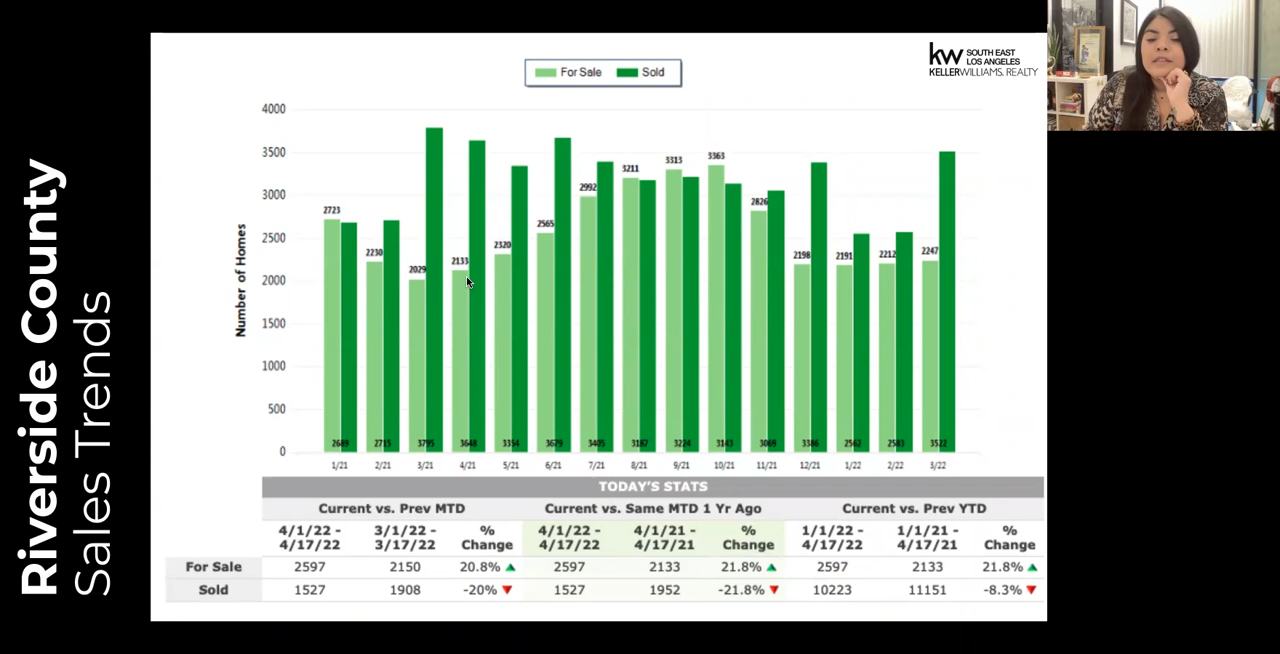 Riverside County
Sales Trends
kw SOUTH EAST
LOS ANGELES
KELLERWILLIAMS. REALTY
For Sale Sold
Number of Homes
4000
3500
3000
2500
2000
1500
1000
500
0
2723 2230 2029 2133 2320 2565 2992 3211 3313 3363 2826 2198 2191 2212 2247
2689 2715 3795 3648 3354 3679 3405 3187 3224 3143 3069 3386 2562 2583 3522
1/21 2/21 3/21 4/21 5/21 6/21 7/21 8/21 9/21 10/21 11/21 12/21 1/22 2/22 3/22
TODAY'S STATS
Current vs. Prev MTD Current vs. Same MTD 1 Yr Ago Current vs. Prev YTD
4/1/22 - 3/1/22 - % 4/1/22 - 4/1/21 - % 1/1/22 - 1/1/21 - %
4/17/22 3/17/22 Change 4/17/22 4/17/21 Change 4/17/22 4/17/21 Change
For Sale 2597 2150 20.8% 2597 2133 21.8% 2597 2133 21.8%
Sold 1527 1908 -20% 1527 1952 -21.8% 10223 11151 -8.3%